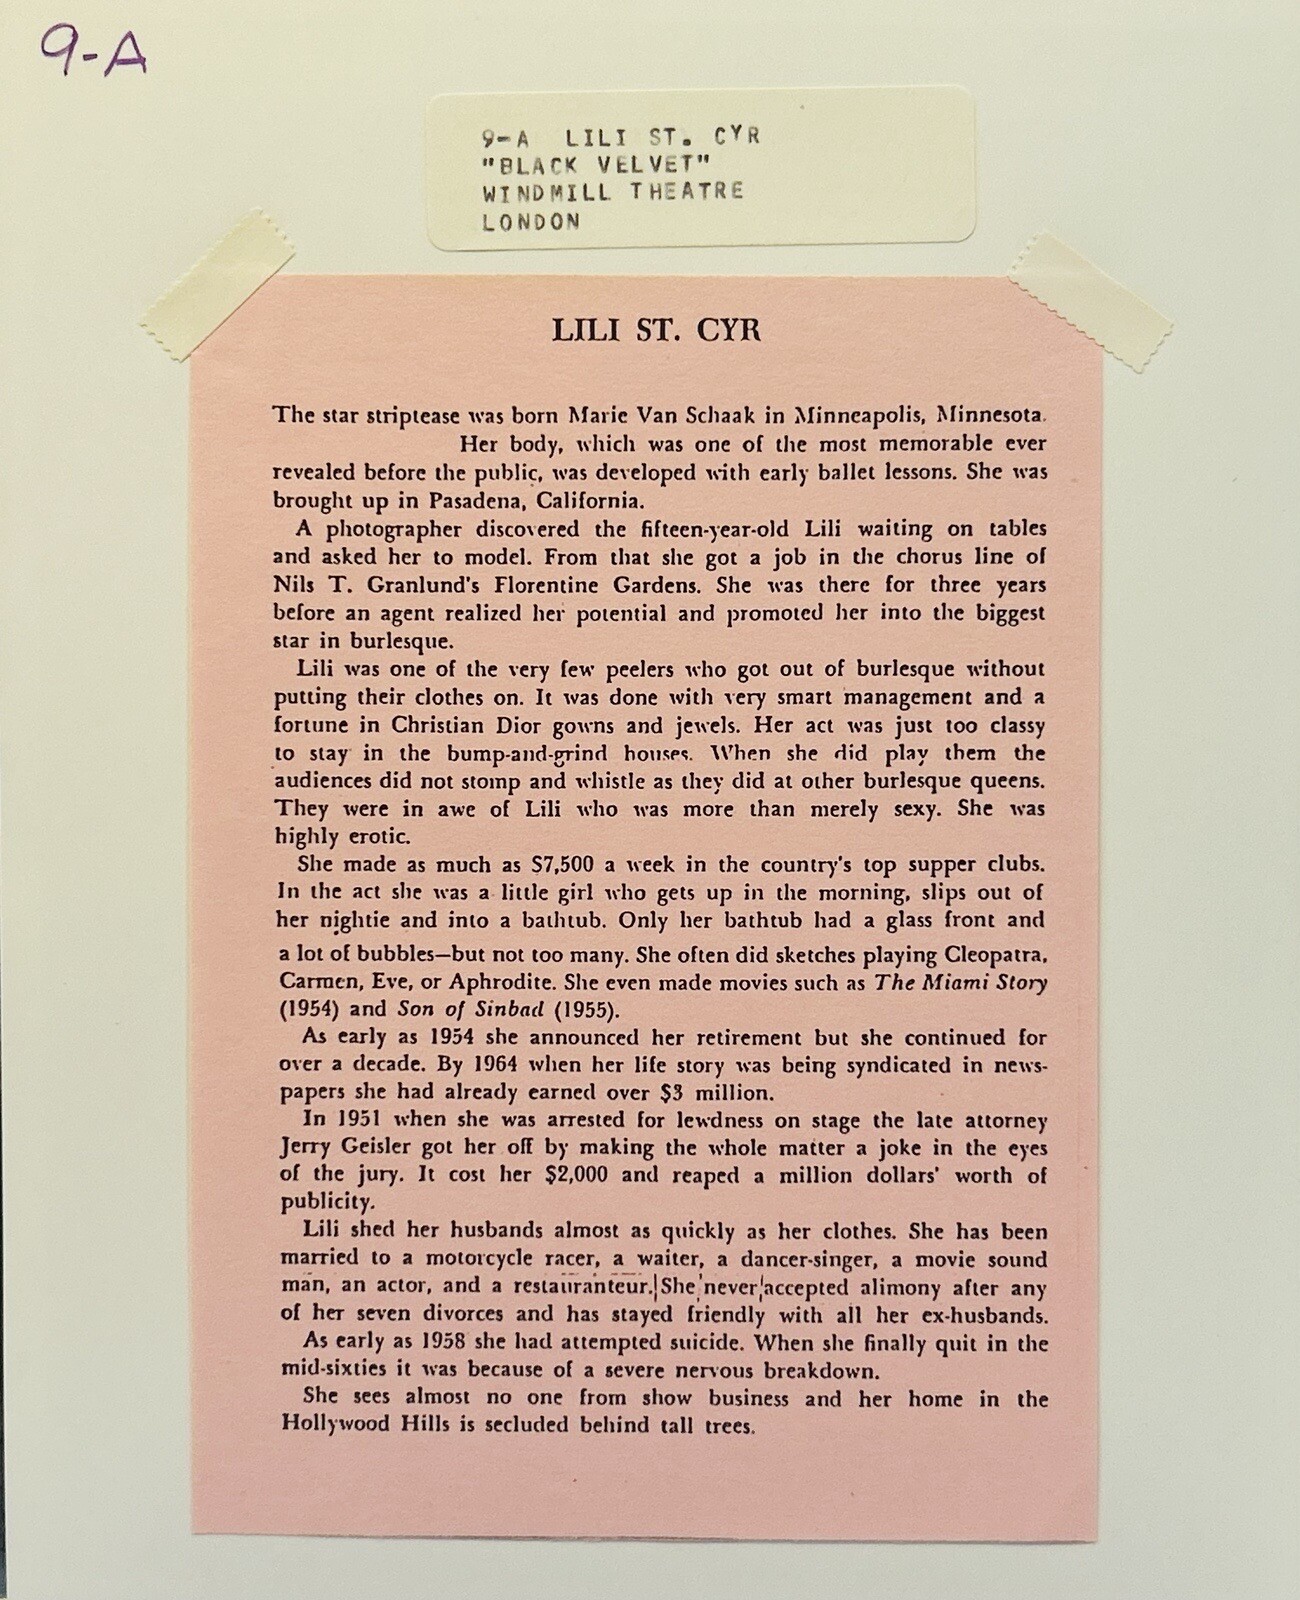 9-A
9-A LILI ST. CYR
"BLACK VELVET"
WINDMILL THEATRE
LONDON
LILI ST. CYR
The star striptease was born Marie Van Schaak in Minneapolis, Minnesota.
Her body, which was one of the most memorable ever
revealed before the public, was developed with early ballet lessons. She was
brought up in Pasadena, California.
A photographer discovered the fifteen-year-old Lili waiting on tables
and asked her to model. From that she got a job in the chorus line of
Nils T. Granlund's Florentine Gardens. She was there for three years
before an agent realized her potential and promoted her into the biggest
star in burlesque.
Lili was one of the very few peelers who got out of burlesque without
putting their clothes on. It was done with very smart management and a
fortune in Christian Dior gowns and jewels. Her act was just too classy
to stay in the bump-and-grind houses. When she did play them the
audiences did not stomp and whistle as they did at other burlesque queens.
They were in awe of Lili who was more than merely sexy. She was
highly erotic.
She made as much as $7,500 a week in the country's top supper clubs.
In the act she was a little girl who gets up in the morning, slips out of
her nightie and into a bathtub. Only her bathtub had a glass front and
a lot of bubbles—but not too many. She often did sketches playing Cleopatra,
Carmen, Eve, or Aphrodite. She even made movies such as The Miami Story
(1954) and Son of Sinbad (1955).
As early as 1954 she announced her retirement but she continued for
over a decade. By 1964 when her life story was being syndicated in news-
papers she had already earned over $3 million.
In 1951 when she was arrested for lewdness on stage the late attorney
Jerry Geisler got her off by making the whole matter a joke in the eyes
of the jury. It cost her $2,000 and reaped a million dollars' worth of
publicity.
Lili shed her husbands almost as quickly as her clothes. She has been
married to a motorcycle racer, a waiter, a dancer-singer, a movie sound
man, an actor, and a restauranteur. She never accepted alimony after any
of her seven divorces and has stayed friendly with all her ex-husbands.
As early as 1958 she had attempted suicide. When she finally quit in the
mid-sixties it was because of a severe nervous breakdown.
She sees almost no one from show business and her home in the
Hollywood Hills is secluded behind tall trees.